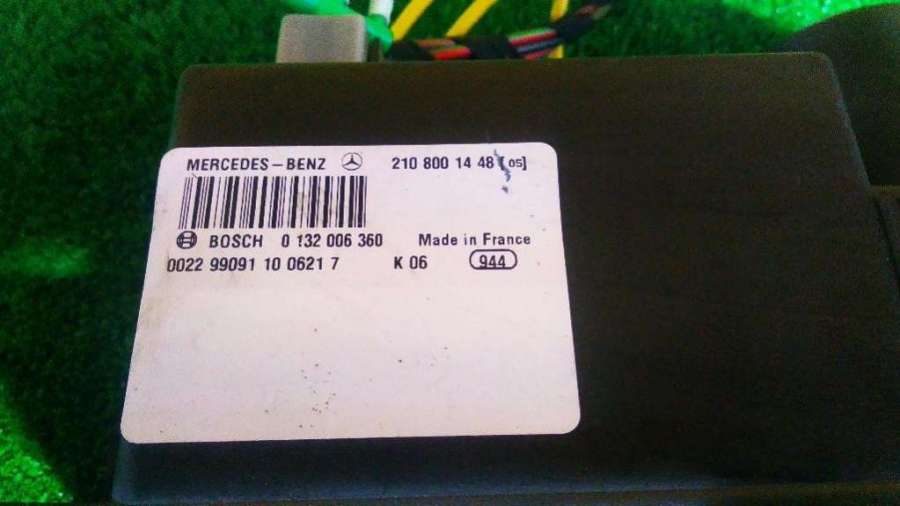 MERCEDES-BENZ 210 800 14 48 [05]
BOSCH 0 132 006 360 Made in France
0022 99091 10 0621 7 K 06 944